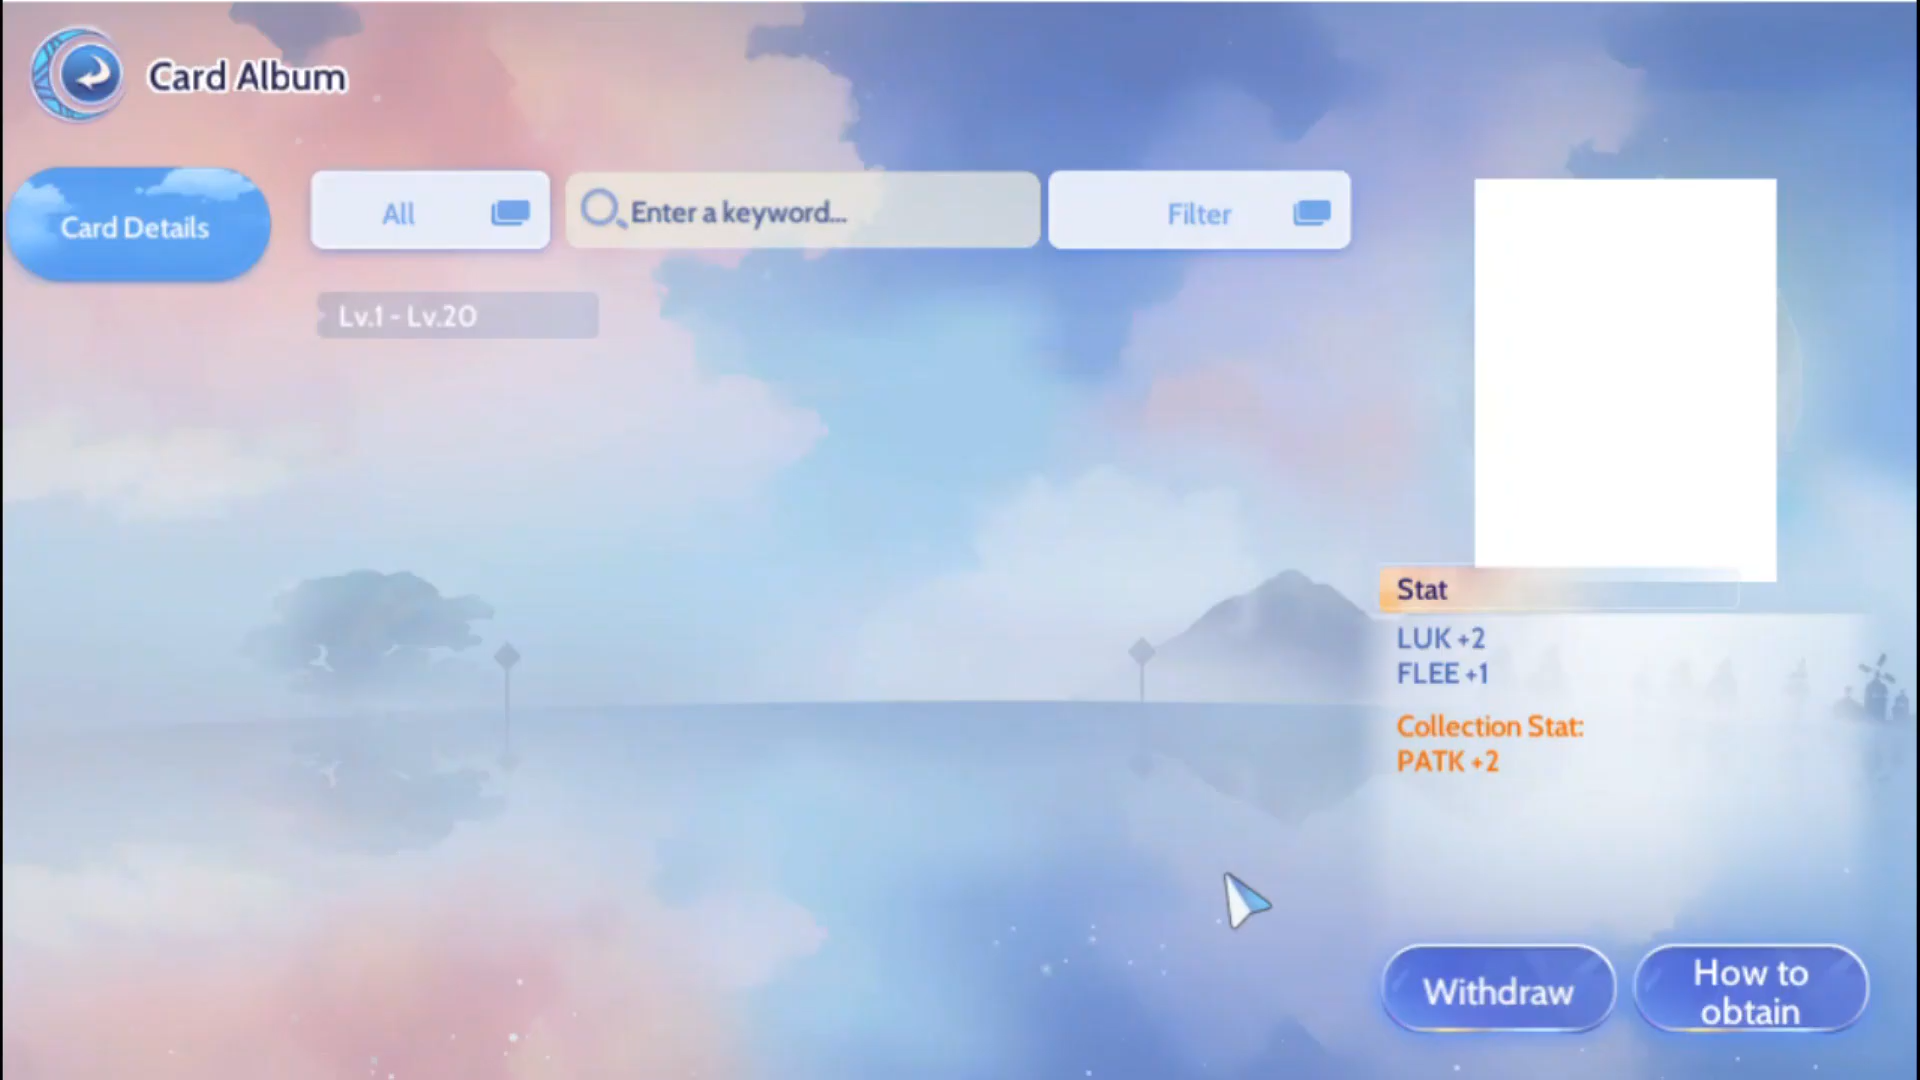 Card Album
Card Details
All
Enter a keyword...
Filter
Lv.1 - Lv.20
Stat
LUK +2
FLEE +1
Collection Stat:
PATK +2
Withdraw
How to
obtain